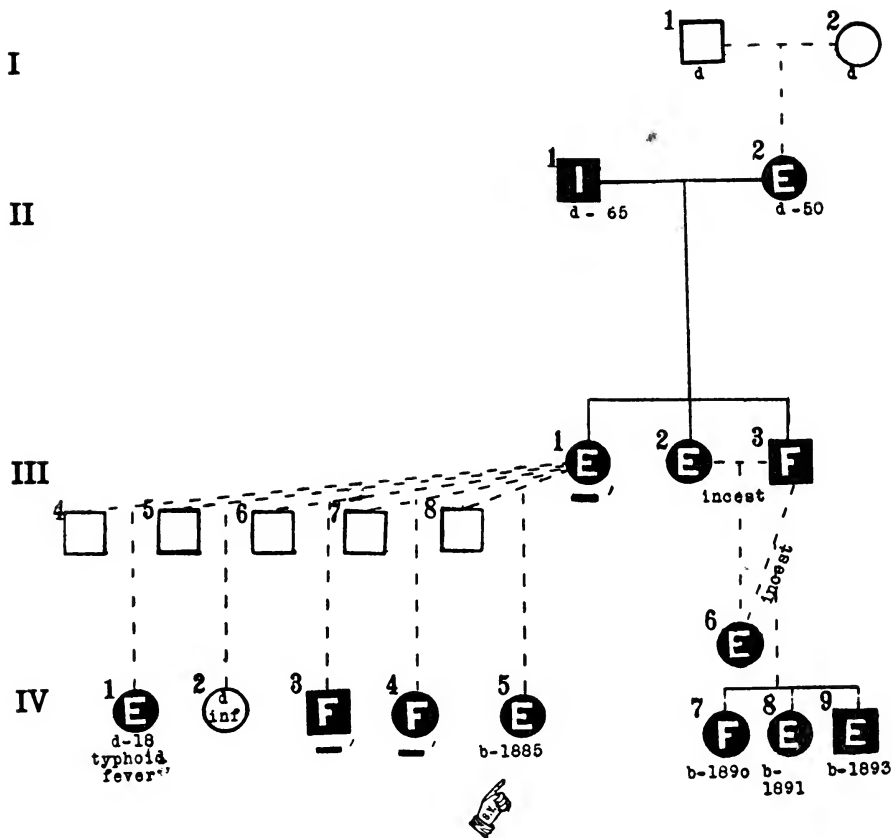 1 2
I
d d
1 I 2 E
II
d - 65 d -50
1 E 2 E 3 F
III
incest
4 5 6 7 8
incest
6 E
IV
1 E 2 d inf 3 F 4 F 5 E
7 F 8 E 9 E
d-18 b-1885
typhoid
fever
b-1890 b- b-1893
1891